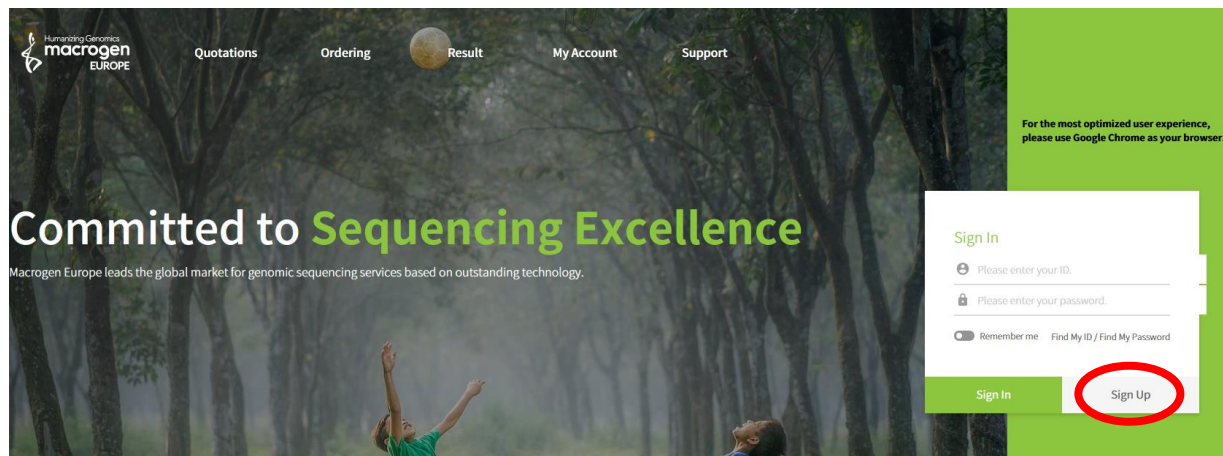 Humanizing Genomics
macrogen
EUROPE
Quotations Ordering Result My Account Support
For the most optimized user experience,
please use Google Chrome as your browser.
Committed to Sequencing Excellence
Macrogen Europe leads the global market for genomic sequencing services based on outstanding technology.
Sign In
Please enter your ID.
Please enter your password.
Remember me Find My ID / Find My Password
Sign In Sign Up